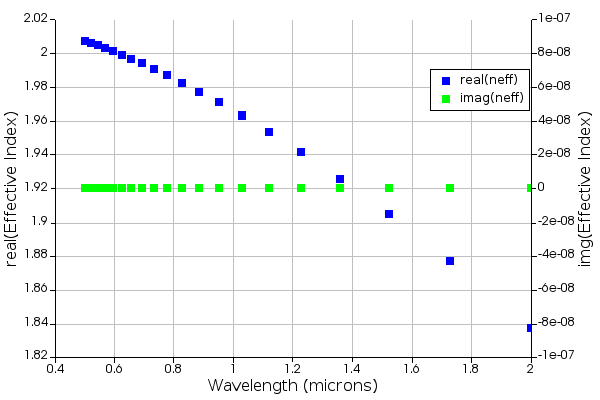 2.02
2
1.98
1.96
1.94
1.92
1.9
1.88
1.86
1.84
1.82
real(Effective Index)
1e-07
8e-08
6e-08
4e-08
2e-08
0
-2e-08
-4e-08
-6e-08
-8e-08
-1e-07
img(Effective Index)
real(neff)
imag(neff)
0.4 0.6 0.8 1 1.2 1.4 1.6 1.8 2
Wavelength (microns)